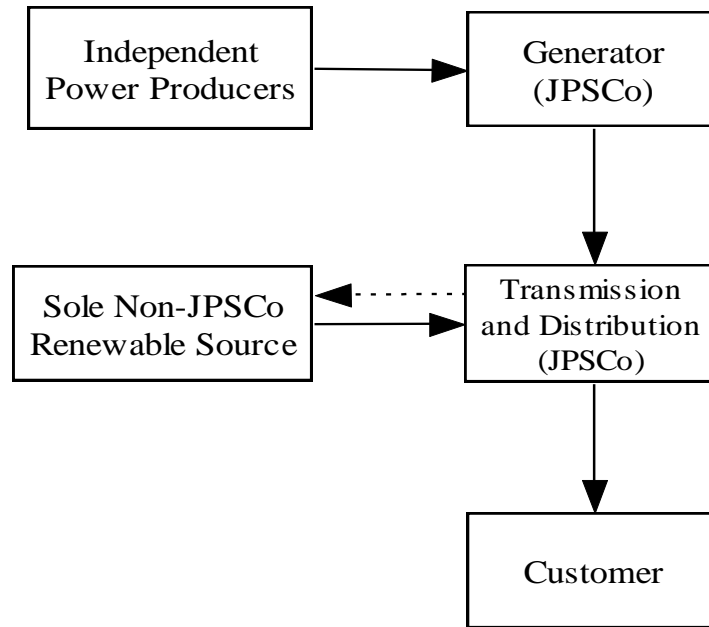 Independent
Power Producers
Generator
(JPSCo)
Sole Non-JPSCo
Renewable Source
Transmission
and Distribution
(JPSCo)
Customer